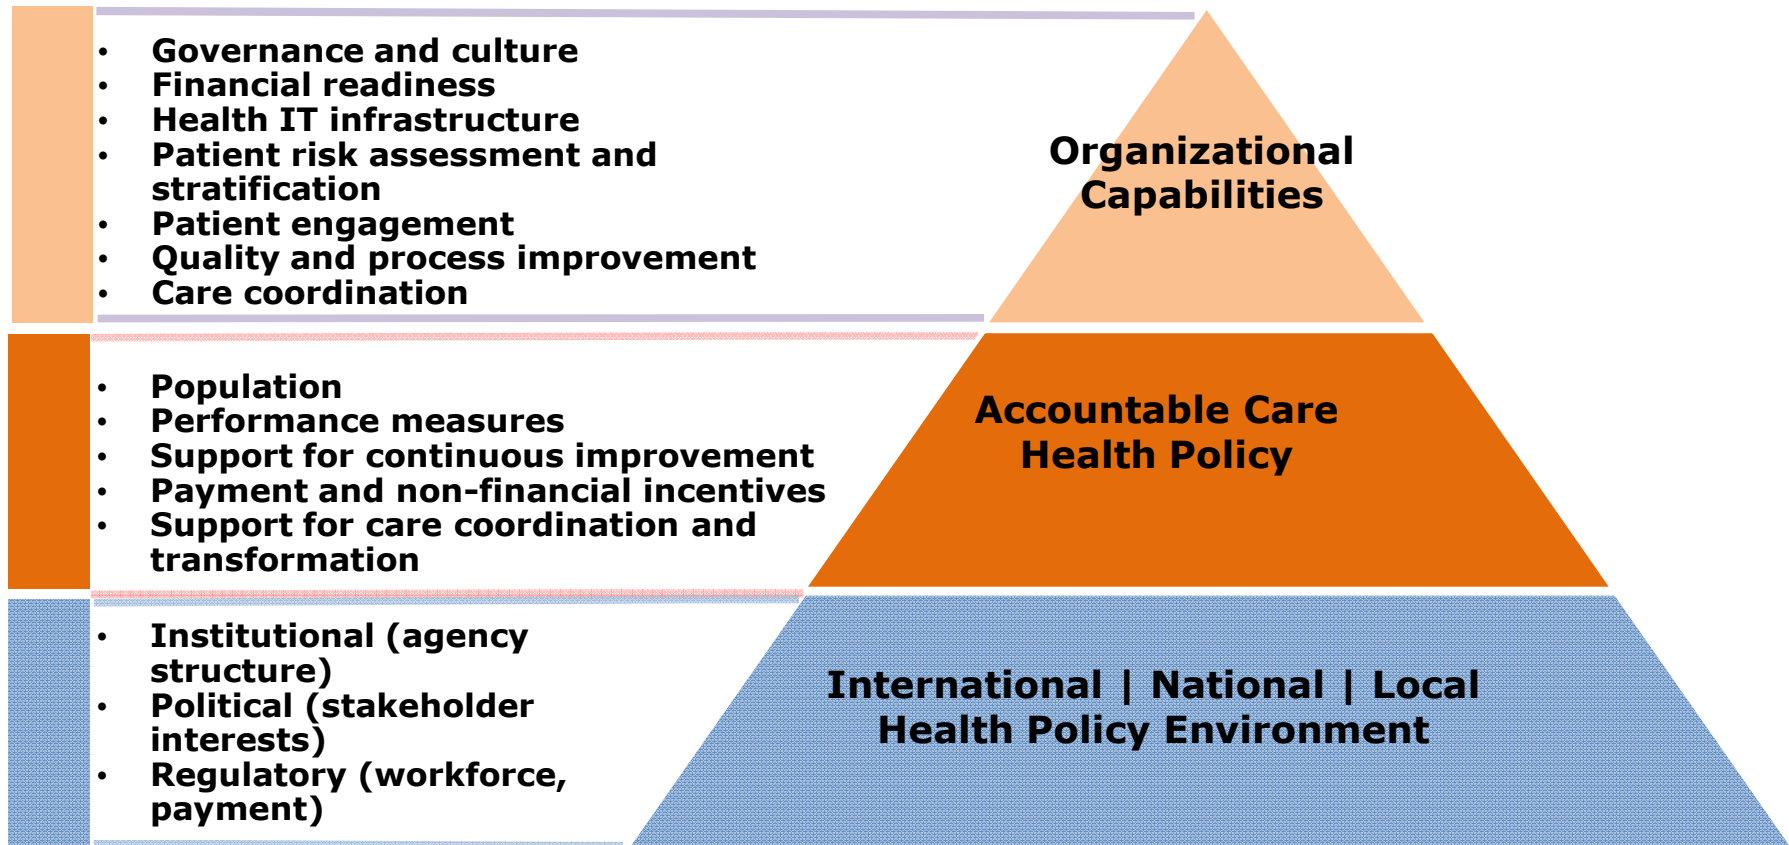 • Governance and culture
• Financial readiness
• Health IT infrastructure
• Patient risk assessment and
stratification
• Patient engagement
• Quality and process improvement
• Care coordination
Organizational
Capabilities
• Population
• Performance measures
• Support for continuous improvement
• Payment and non-financial incentives
• Support for care coordination and
transformation
Accountable Care
Health Policy
• Institutional (agency
structure)
• Political (stakeholder
interests)
• Regulatory (workforce,
payment)
International | National | Local
Health Policy Environment